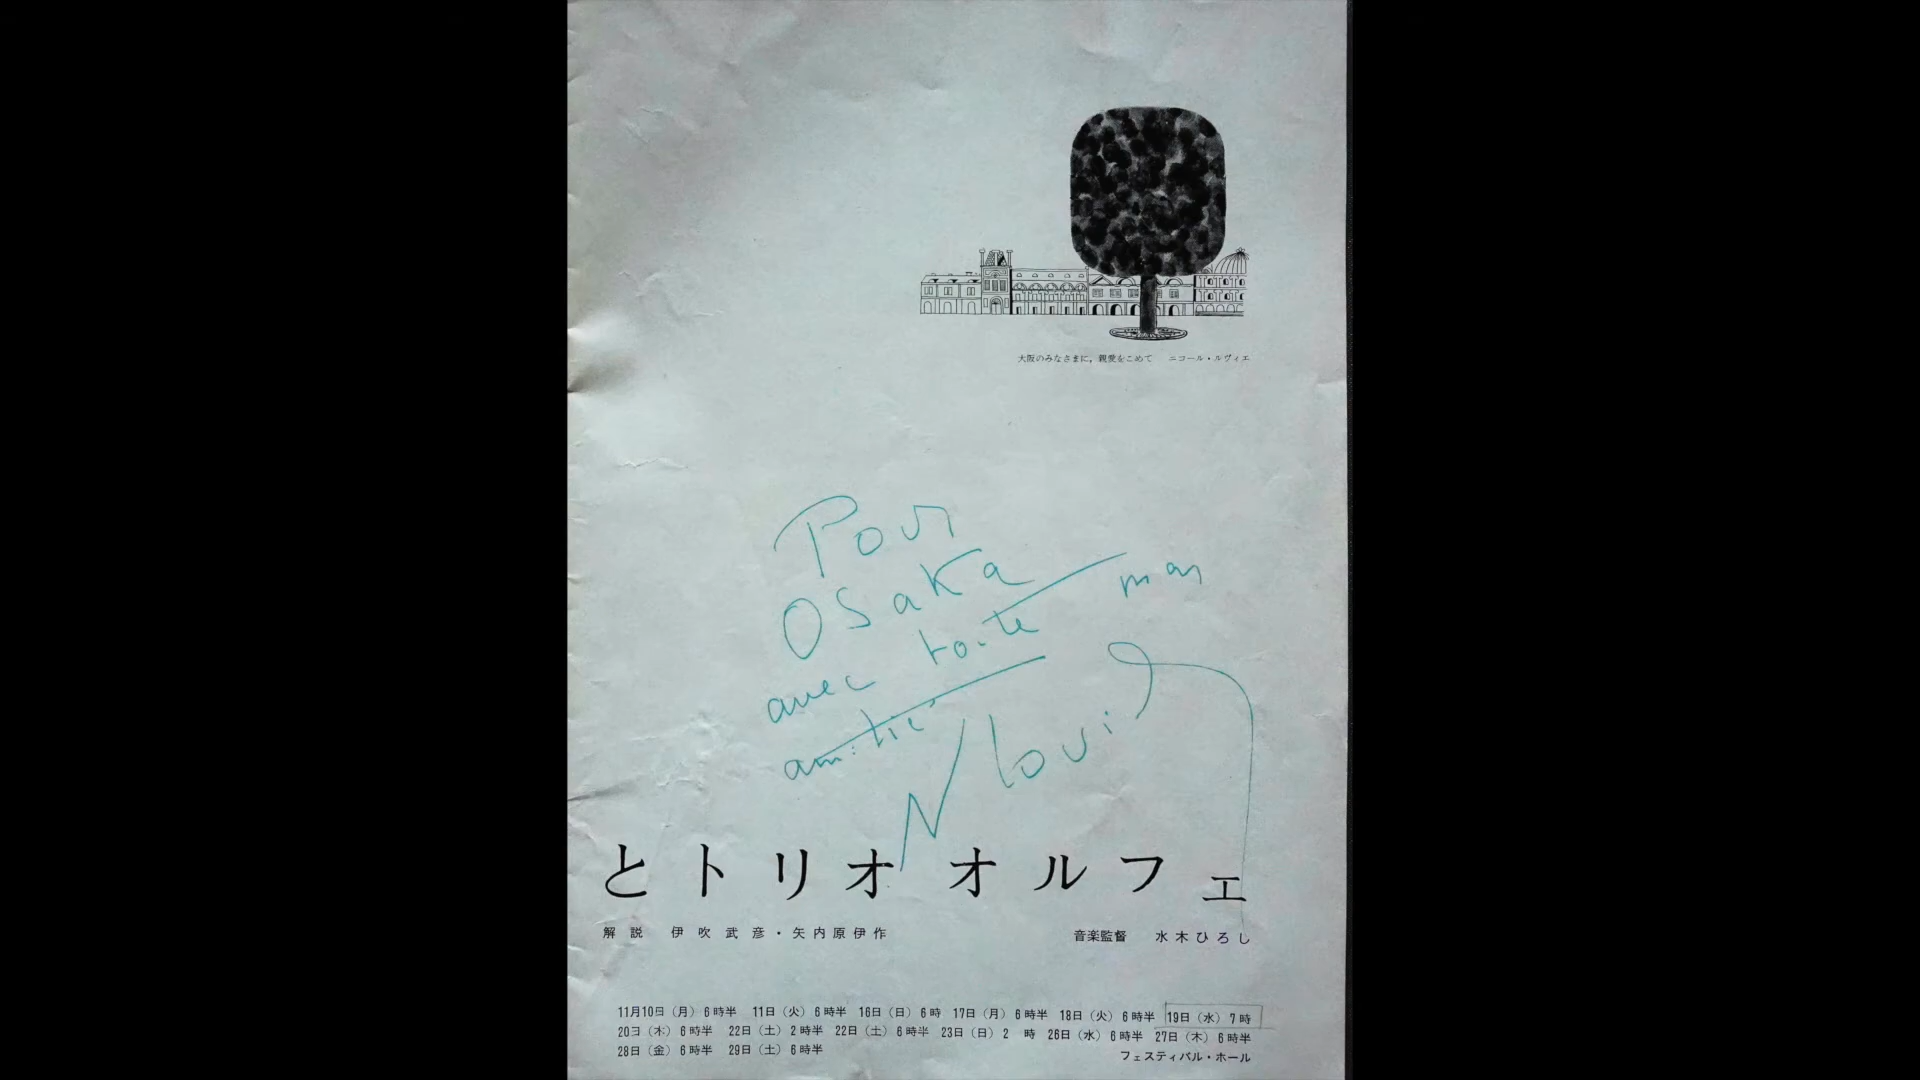 大阪のみなさまに，親愛をこめて　ニコール・ルヴィエ
Pour
Osaka
avec toute mon
amitié
N Louvi
とトリオ オルフェ
解説　伊吹武彦・矢内原伊作　音楽監督　水木ひろし
11月10日（月）6時半　11日（火）6時半　16日（日）6時　17日（月）6時半　18日（火）6時半　19日（水）7時
20日（木）6時半　22日（土）2時半　22日（土）6時半　23日（日）2　時　26日（水）6時半　27日（木）6時半
28日（金）6時半　29日（土）6時半　フェスティバル・ホール